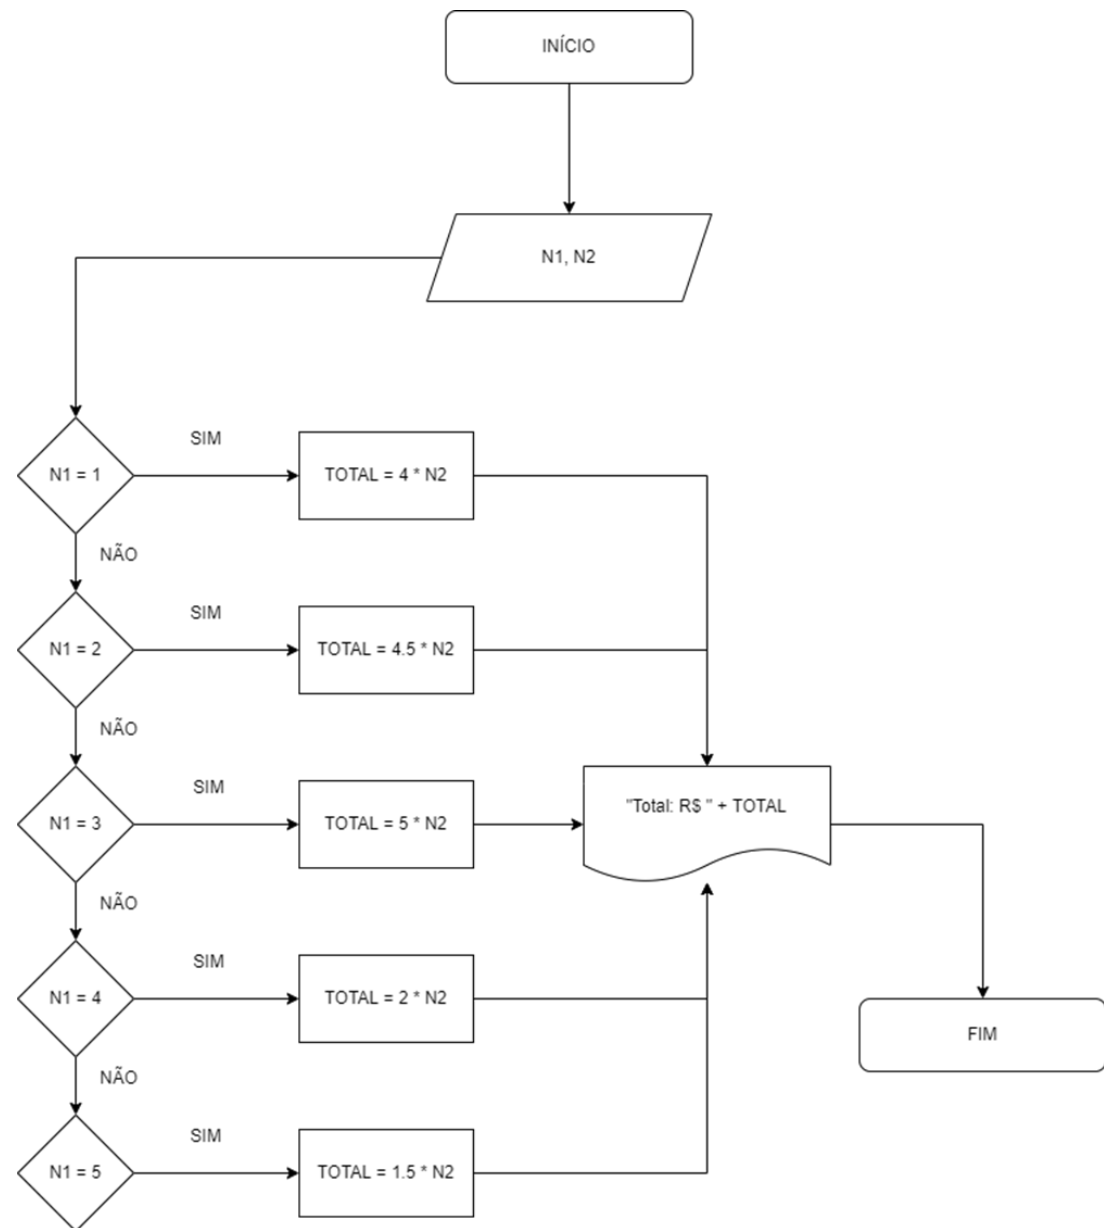 INÍCIO
N1, N2
N1 = 1
SIM
TOTAL = 4 * N2
NÃO
N1 = 2
SIM
TOTAL = 4.5 * N2
NÃO
N1 = 3
SIM
TOTAL = 5 * N2
"Total: R$ " + TOTAL
NÃO
N1 = 4
SIM
TOTAL = 2 * N2
FIM
NÃO
N1 = 5
SIM
TOTAL = 1.5 * N2